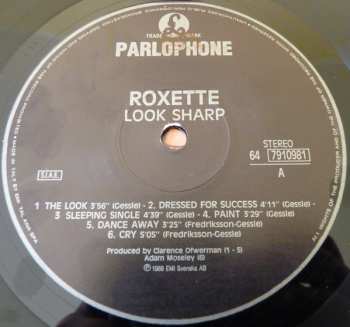 TRADE MARK
PARLOPHONE
ROXETTE
LOOK SHARP
STEREO
64 7910981
SIAE
A
1 THE LOOK 3'56" (Gessle) - 2. DRESSED FOR SUCCESS 4'11" (Gessle) -
3 SLEEPING SINGLE 4'39" (Gessle) - 4. PAINT 3'29" (Gessle)
5. DANCE AWAY 3'25" (Fredriksson-Gessle)
6. CRY 5'05" (Fredriksson-Gessle)
Produced by Clarence Öfwerman (1 - 5)
Adam Moseley (6)
℗ 1988 EMI Svenska AB